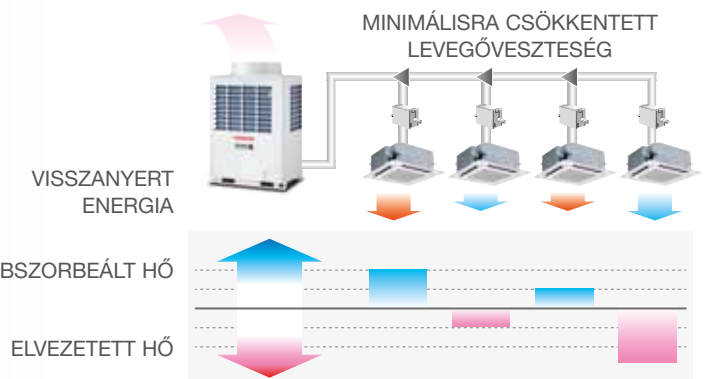 MINIMÁLISRA CSÖKKENTETT
LEVEGŐVESZTESÉG
VISSZANYERT
ENERGIA
BSZORBEÁLT HŐ
ELVEZETETT HŐ